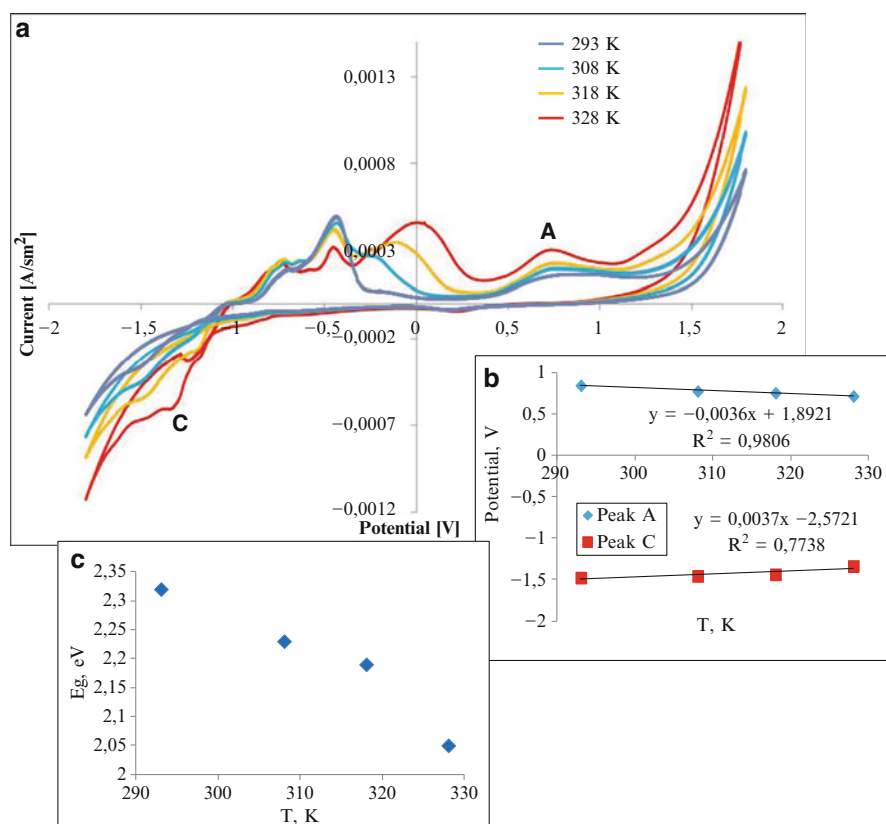 a
293 K
308 K
318 K
328 K
0,0013
0,0008
0,0003
A
Current [A/sm²]
−2 −1,5 −1 −0,5 0 0,5 1 1,5 2
−0,0002
C
−0,0007
−0,0012
Potential [V]
b
1
0,5
0
−0,5
−1
−1,5
−2
Potential, V
y = −0,0036x + 1,8921
R² = 0,9806
290 300 310 320 330
Peak A
Peak C
y = 0,0037x −2,5721
R² = 0,7738
T, K
c
2,35
2,3
2,25
2,2
2,15
2,1
2,05
2
Eg, eV
290 300 310 320 330
T, K